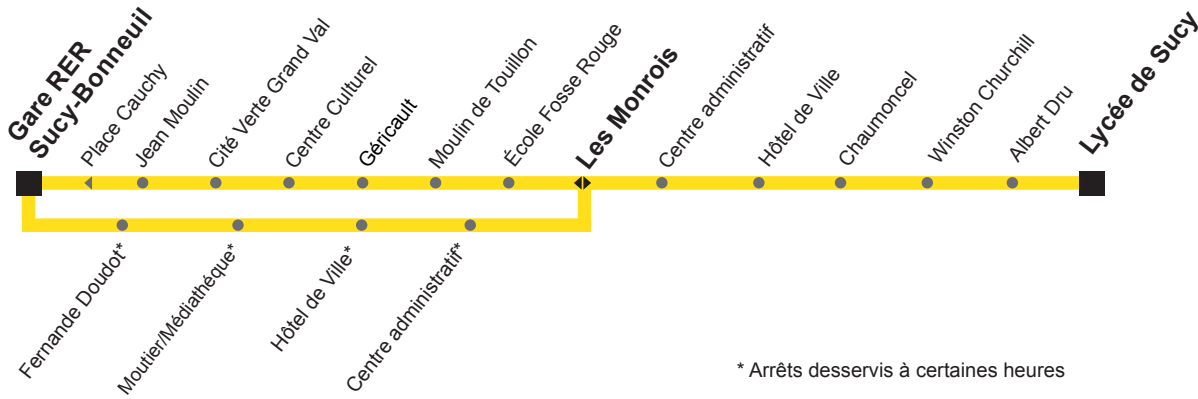 Gare RER
Sucy-Bonneuil
Place Cauchy
Jean Moulin
Cité Verte Grand Val
Centre Culturel
Géricault
Moulin de Touillon
École Fosse Rouge
Les Monrois
Centre administratif
Hôtel de Ville
Chaumoncel
Winston Churchill
Albert Dru
Lycée de Sucy
Fernande Doudot*
Moutier/Médiathéque*
Hôtel de Ville*
Centre administratif*
* Arrêts desservis à certaines heures